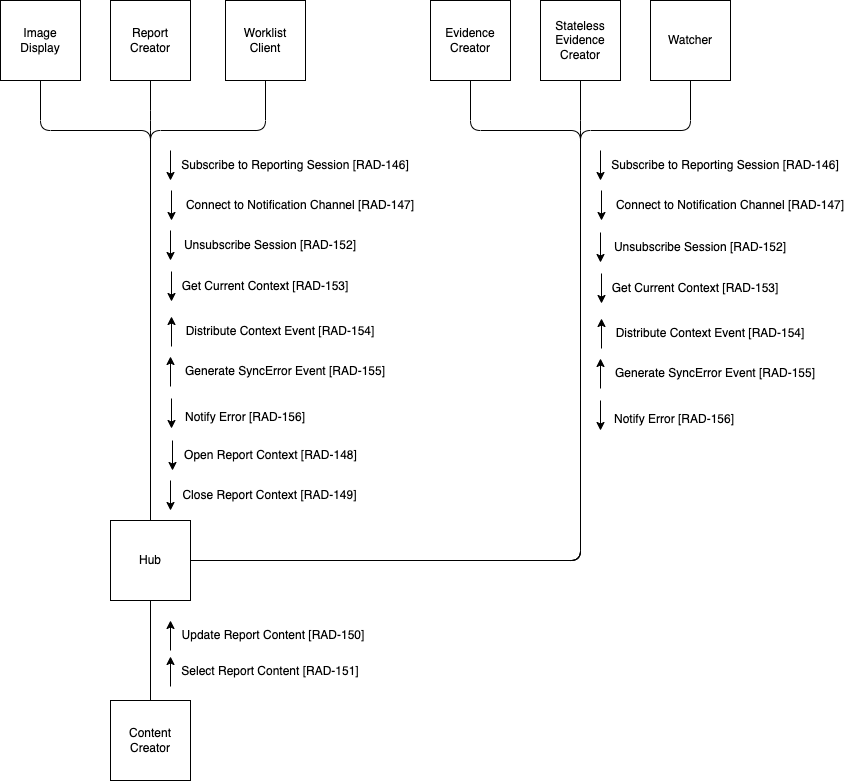 Image
Display
Report
Creator
Worklist
Client
Evidence
Creator
Stateless
Evidence
Creator
Watcher
Subscribe to Reporting Session [RAD-146]
Connect to Notification Channel [RAD-147]
Unsubscribe Session [RAD-152]
Get Current Context [RAD-153]
Distribute Context Event [RAD-154]
Generate SyncError Event [RAD-155]
Notify Error [RAD-156]
Open Report Context [RAD-148]
Close Report Context [RAD-149]
Subscribe to Reporting Session [RAD-146]
Connect to Notification Channel [RAD-147]
Unsubscribe Session [RAD-152]
Get Current Context [RAD-153]
Distribute Context Event [RAD-154]
Generate SyncError Event [RAD-155]
Notify Error [RAD-156]
Hub
Update Report Content [RAD-150]
Select Report Content [RAD-151]
Content
Creator